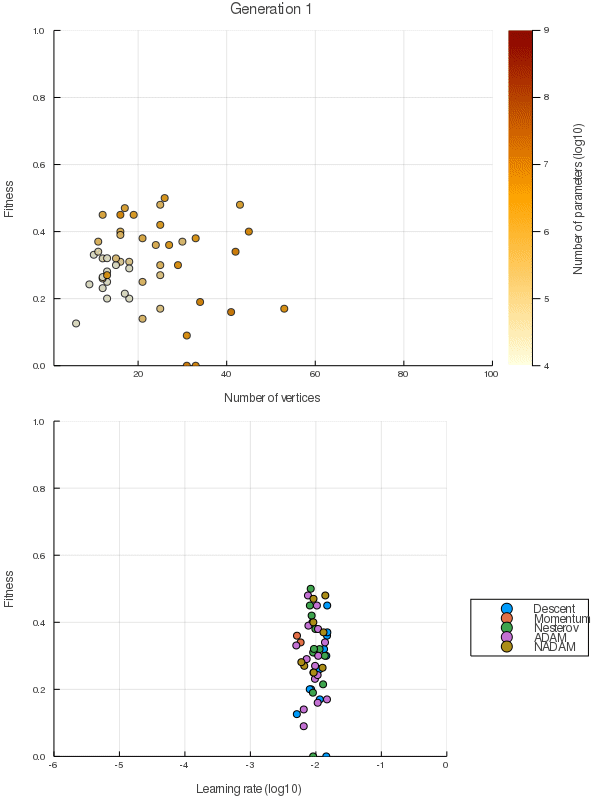 Generation 1
1.0
0.8
0.6
0.4
0.2
0.0
Fitness
20
40
60
80
100
Number of vertices
9
8
7
6
5
4
Number of parameters (log10)
1.0
0.8
0.6
0.4
0.2
0.0
Fitness
-6
-5
-4
-3
-2
-1
0
Learning rate (log10)
Descent
Momentum
Nesterov
ADAM
NADAM